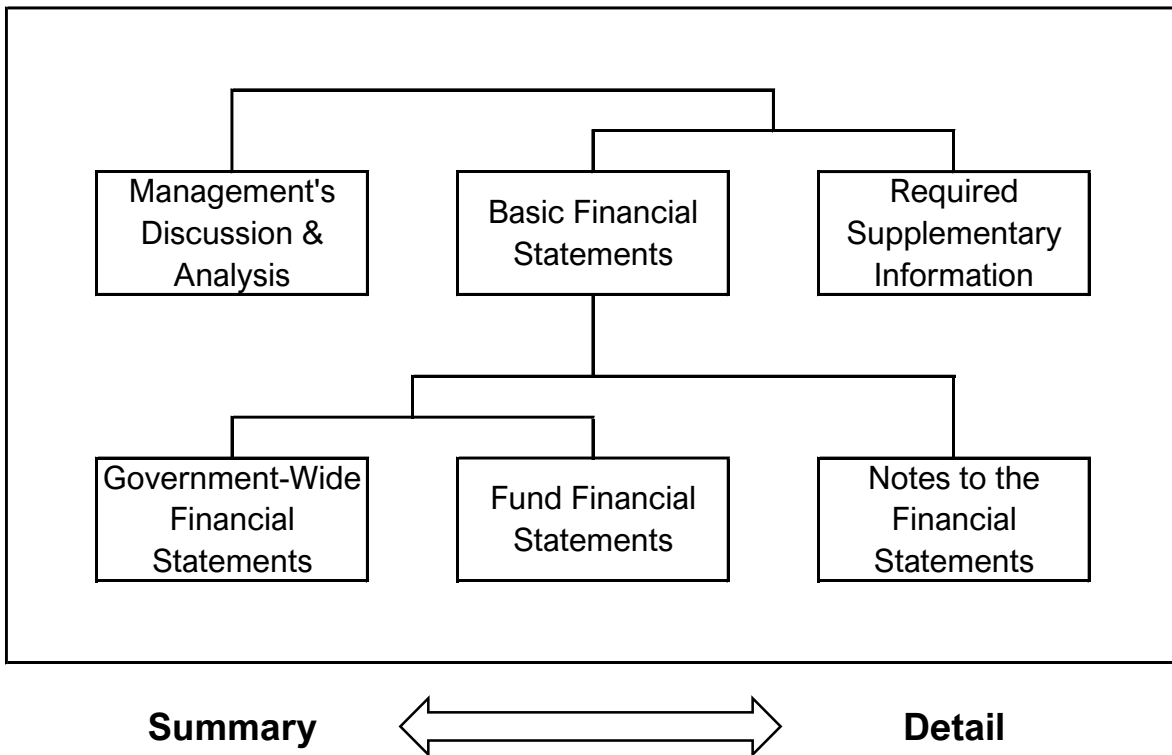 Management's
Discussion &
Analysis
Basic Financial
Statements
Required
Supplementary
Information
Government-Wide
Financial
Statements
Fund Financial
Statements
Notes to the
Financial
Statements
Summary
Detail